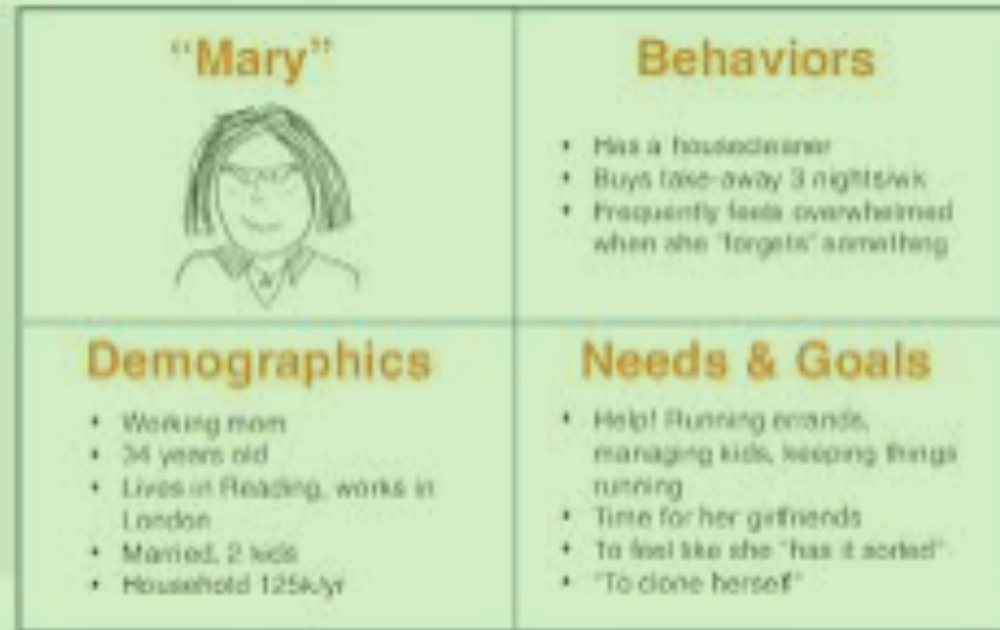 “Mary”
Behaviors
• Has a housecleaner
• Buys take-away 3 nights/wk
• Frequently feels overwhelmed
when she "forgets" something
Demographics
• Working mom
• 34 years old
• Lives in Reading, works in
London
• Married, 2 kids
• Household 125k/yr
Needs & Goals
• Help! Running errands,
managing kids, keeping things
running
• Time for her girlfriends
• To feel like she "has it sorted"
• "To clone herself"